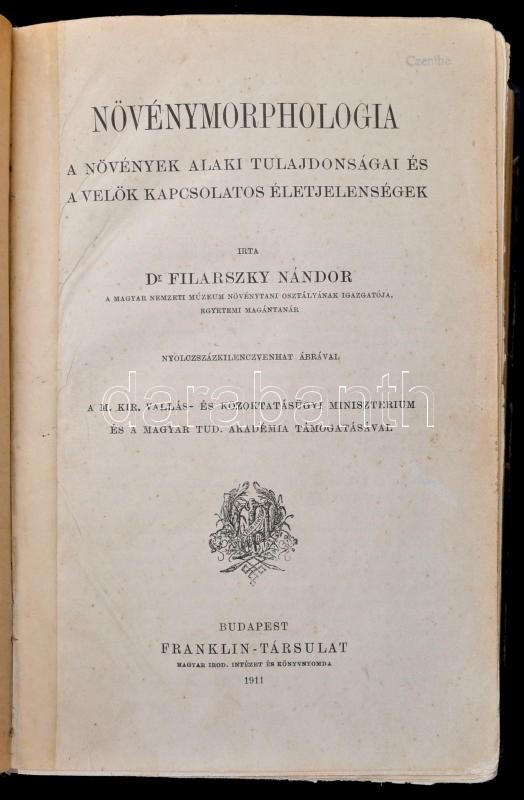 Czenthe
NÖVÉNYMORPHOLOGIA
A NÖVÉNYEK ALAKI TULAJDONSÁGAI ÉS
A VELÖK KAPCSOLATOS ÉLETJELENSÉGEK
IRTA
Dr FILARSZKY NÁNDOR
A MAGYAR NEMZETI MÚZEUM NÖVÉNYTANI OSZTÁLYÁNAK IGAZGATÓJA,
EGYETEMI MAGÁNTANÁR
NYOLCZSZÁZKILENCZVENHAT ÁBRÁVAL
darabanth
A M. KIR. VALLÁS- ÉS KÖZOKTATÁSÜGYI MINISZTERIUM
ÉS A MAGYAR TUD. AKADÉMIA TÁMOGATÁSÁVAL
BUDAPEST
FRANKLIN-TÁRSULAT
MAGYAR IROD. INTÉZET ÉS KÖNYVNYOMDA
1911